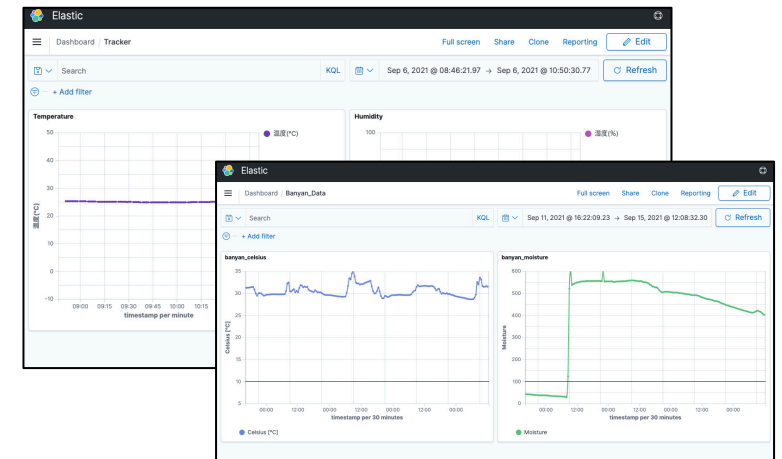 Elastic
Dashboard / Tracker
Full screen Share Clone Reporting Edit
Search KQL Sep 6, 2021 @ 08:46:21.97 → Sep 6, 2021 @ 10:50:30.77 Refresh
+ Add filter
Temperature
50
40
30
20
10
0
-10
温度(°C)
09:00 09:15 09:30 09:45 10:00 10:15
timestamp per minute
温度(°C)
Humidity
100
湿度(%)
Elastic
Dashboard / Banyan_Data
Full screen Share Clone Reporting Edit
Search KQL Sep 11, 2021 @ 16:22:09.23 → Sep 15, 2021 @ 12:08:32.30 Refresh
+ Add filter
banyan_celsius
35
30
25
20
15
10
5
Celsius [°C]
00:00 12:00 00:00 12:00 00:00 12:00 00:00
timestamp per 30 minutes
Celsius [°C]
banyan_moisture
600
500
400
300
200
100
0
Moisture
00:00 12:00 00:00 12:00 00:00 12:00 00:00
timestamp per 30 minutes
Moisture